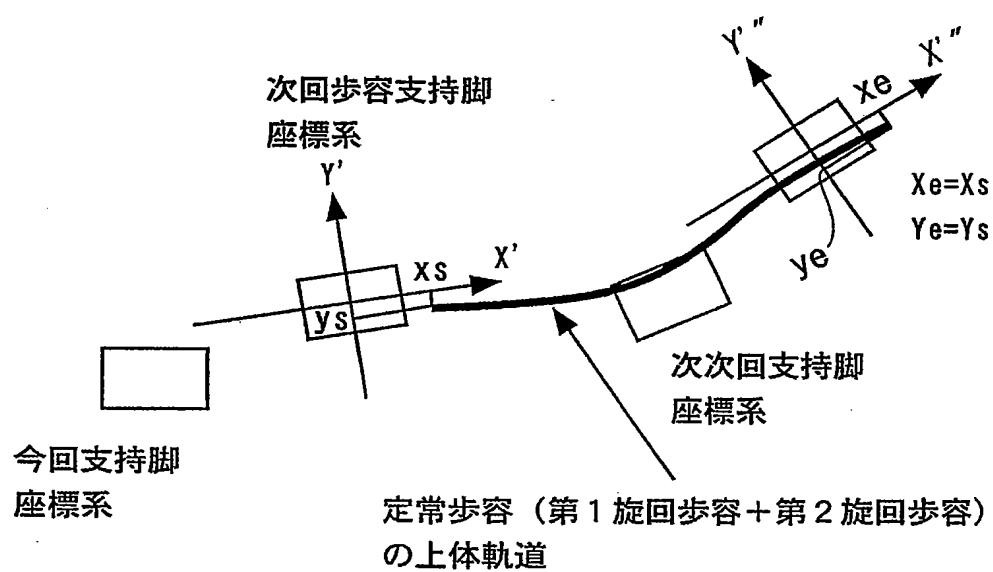 次回歩容支持脚
座標系
Y'
X'
xs
ys
今回支持脚
座標系
Y'"
X'"
xe
Xe=Xs
Ye=Ys
ye
次次回支持脚
座標系
定常歩容（第1旋回歩容＋第2旋回歩容）
の上体軌道